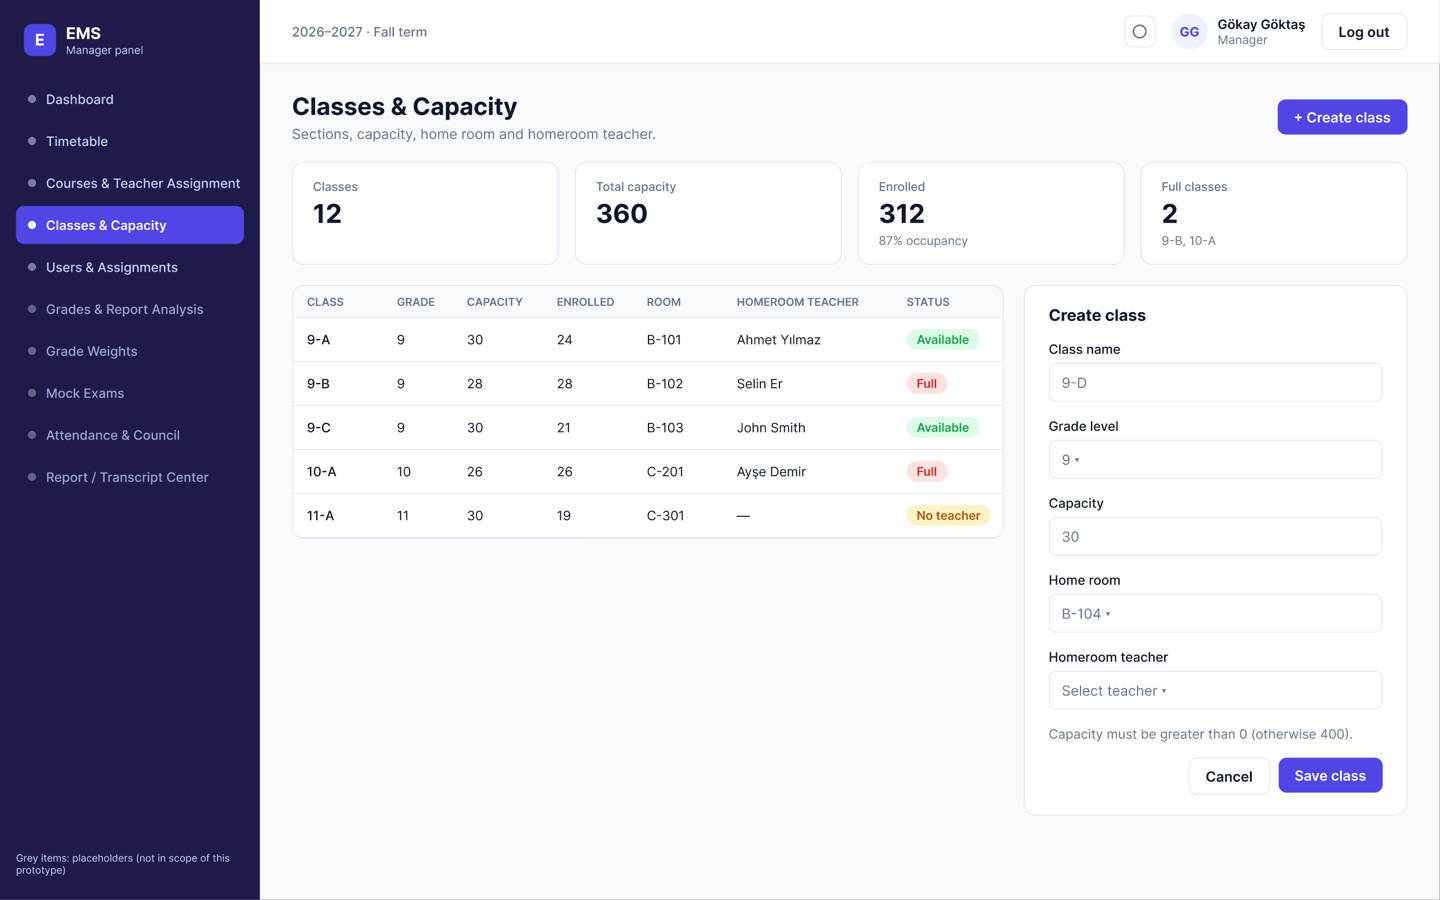 E
EMS
Manager panel
Dashboard
Timetable
Courses & Teacher Assignment
Classes & Capacity
Users & Assignments
Grades & Report Analysis
Grade Weights
Mock Exams
Attendance & Council
Report / Transcript Center
Grey items: placeholders (not in scope of this
prototype)
2026–2027 · Fall term
GG
Gökay Göktaş
Manager
Log out
Classes & Capacity
Sections, capacity, home room and homeroom teacher.
+ Create class
Classes
12
Total capacity
360
Enrolled
312
87% occupancy
Full classes
2
9-B, 10-A
CLASS GRADE CAPACITY ENROLLED ROOM HOMEROOM TEACHER STATUS
9-A 9 30 24 B-101 Ahmet Yılmaz Available
9-B 9 28 28 B-102 Selin Er Full
9-C 9 30 21 B-103 John Smith Available
10-A 10 26 26 C-201 Ayşe Demir Full
11-A 11 30 19 C-301 — No teacher
Create class
Class name
9-D
Grade level
9 ▾
Capacity
30
Home room
B-104 ▾
Homeroom teacher
Select teacher ▾
Capacity must be greater than 0 (otherwise 400).
Cancel
Save class